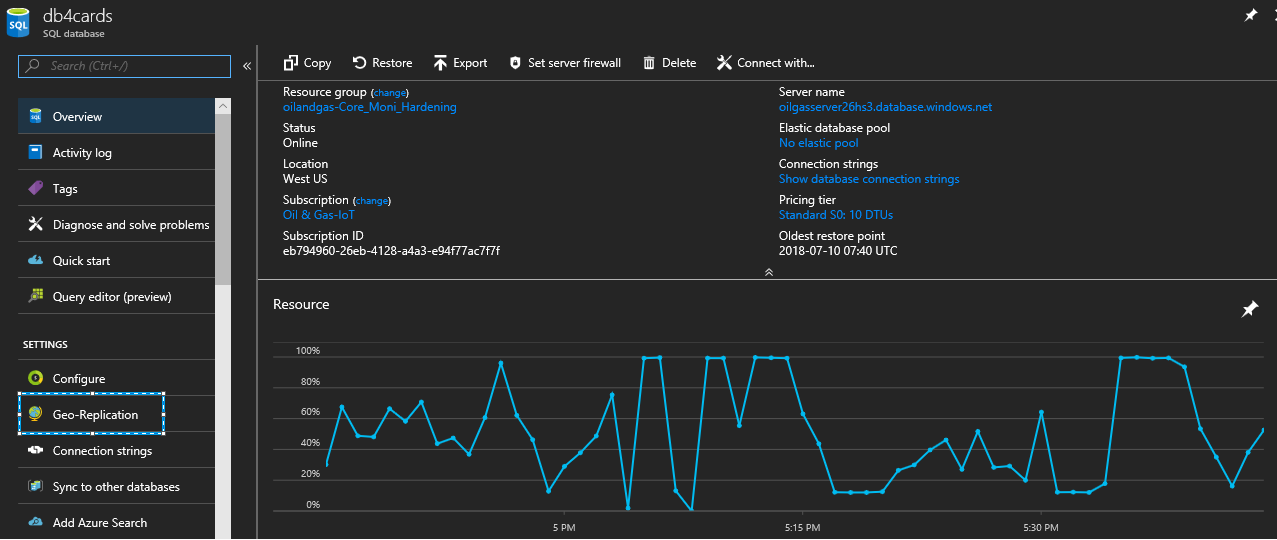 SQL
db4cards
SQL database
Search (Ctrl+/)
«
Overview
Activity log
Tags
Diagnose and solve problems
Quick start
Query editor (preview)
SETTINGS
Configure
Geo-Replication
Connection strings
Sync to other databases
Add Azure Search
Copy
Restore
Export
Set server firewall
Delete
Connect with...
Resource group (change)
oilandgas-Core_Moni_Hardening
Status
Online
Location
West US
Subscription (change)
Oil & Gas-IoT
Subscription ID
eb794960-26eb-4128-a4a3-e94f77ac7f7f
Server name
oilgasserver26hs3.database.windows.net
Elastic database pool
No elastic pool
Connection strings
Show database connection strings
Pricing tier
Standard S0: 10 DTUs
Oldest restore point
2018-07-10 07:40 UTC
Resource
100%
80%
60%
40%
20%
0%
5 PM
5:15 PM
5:30 PM